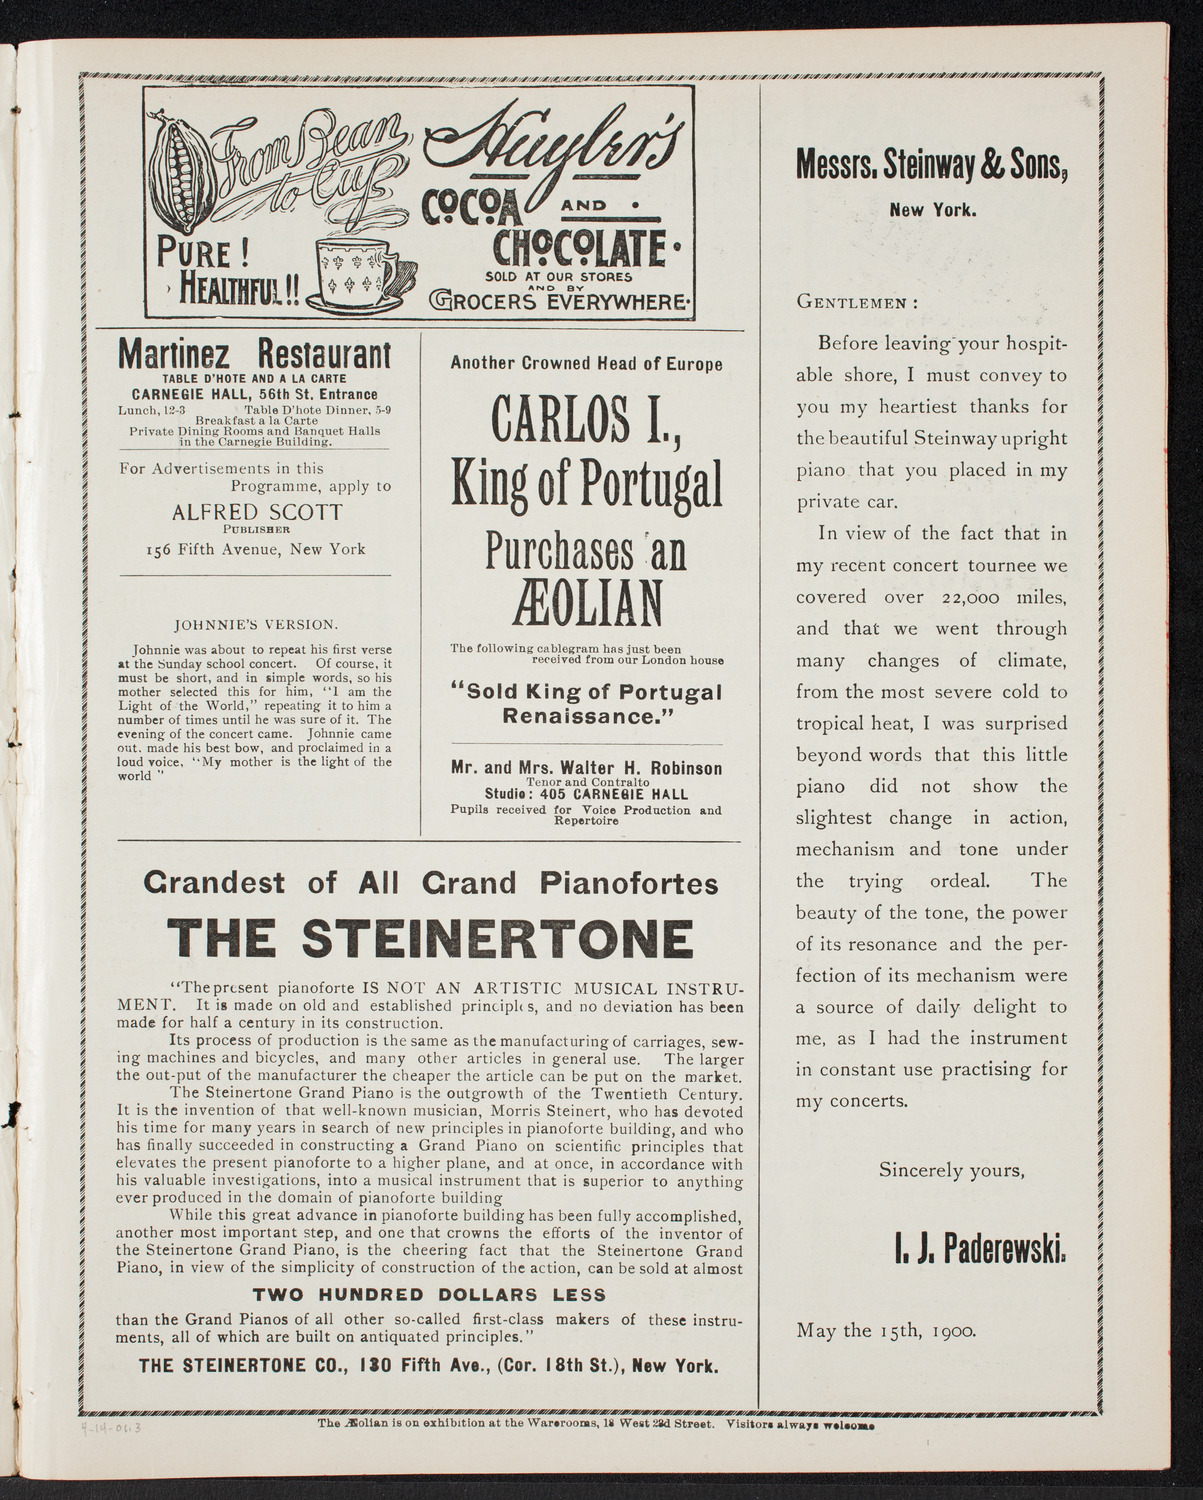 From Bean
to Cup
PURE!
HEALTHFUL!!
Huyler's
COCOA AND
CHOCOLATE
SOLD AT OUR STORES
AND BY
GROCERS EVERYWHERE
Martinez Restaurant
TABLE D'HOTE AND A LA CARTE
CARNEGIE HALL, 56th St. Entrance
Lunch, 12-3 Table D'hote Dinner, 5-9
Breakfast a la Carte
Private Dining Rooms and Banquet Halls
in the Carnegie Building.
For Advertisements in this
Programme, apply to
ALFRED SCOTT
PUBLISHER
156 Fifth Avenue, New York
JOHNNIE'S VERSION.
Johnnie was about to repeat his first verse
at the Sunday school concert. Of course, it
must be short, and in simple words, so his
mother selected this for him, "I am the
Light of the World," repeating it to him a
number of times until he was sure of it. The
evening of the concert came. Johnnie came
out, made his best bow, and proclaimed in a
loud voice, "My mother is the light of the
world"
Another Crowned Head of Europe
CARLOS I.,
King of Portugal
Purchases an
ÆOLIAN
The following cablegram has just been
received from our London house
"Sold King of Portugal
Renaissance."
Mr. and Mrs. Walter H. Robinson
Tenor and Contralto
Studio: 405 CARNEGIE HALL
Pupils received for Voice Production and
Repertoire
Grandest of All Grand Pianofortes
THE STEINERTONE
"The present pianoforte IS NOT AN ARTISTIC MUSICAL INSTRU-
MENT. It is made on old and established principles, and no deviation has been
made for half a century in its construction.
Its process of production is the same as the manufacturing of carriages, sew-
ing machines and bicycles, and many other articles in general use. The larger
the out-put of the manufacturer the cheaper the article can be put on the market.
The Steinertone Grand Piano is the outgrowth of the Twentieth Century.
It is the invention of that well-known musician, Morris Steinert, who has devoted
his time for many years in search of new principles in pianoforte building, and who
has finally succeeded in constructing a Grand Piano on scientific principles that
elevates the present pianoforte to a higher plane, and at once, in accordance with
his valuable investigations, into a musical instrument that is superior to anything
ever produced in the domain of pianoforte building
While this great advance in pianoforte building has been fully accomplished,
another most important step, and one that crowns the efforts of the inventor of
the Steinertone Grand Piano, is the cheering fact that the Steinertone Grand
Piano, in view of the simplicity of construction of the action, can be sold at almost
TWO HUNDRED DOLLARS LESS
than the Grand Pianos of all other so-called first-class makers of these instru-
ments, all of which are built on antiquated principles."
THE STEINERTONE CO., 130 Fifth Ave., (Cor. 18th St.), New York.
Messrs. Steinway & Sons,
New York.
GENTLEMEN:
Before leaving your hospit-
able shore, I must convey to
you my heartiest thanks for
the beautiful Steinway upright
piano that you placed in my
private car.
In view of the fact that in
my recent concert tournee we
covered over 22,000 miles,
and that we went through
many changes of climate,
from the most severe cold to
tropical heat, I was surprised
beyond words that this little
piano did not show the
slightest change in action,
mechanism and tone under
the trying ordeal. The
beauty of the tone, the power
of its resonance and the per-
fection of its mechanism were
a source of daily delight to
me, as I had the instrument
in constant use practising for
my concerts.
Sincerely yours,
I. J. Paderewski.
May the 15th, 1900.
The Æolian is on exhibition at the Warerooms, 18 West 23d Street. Visitors always welcome
4-14-01.3